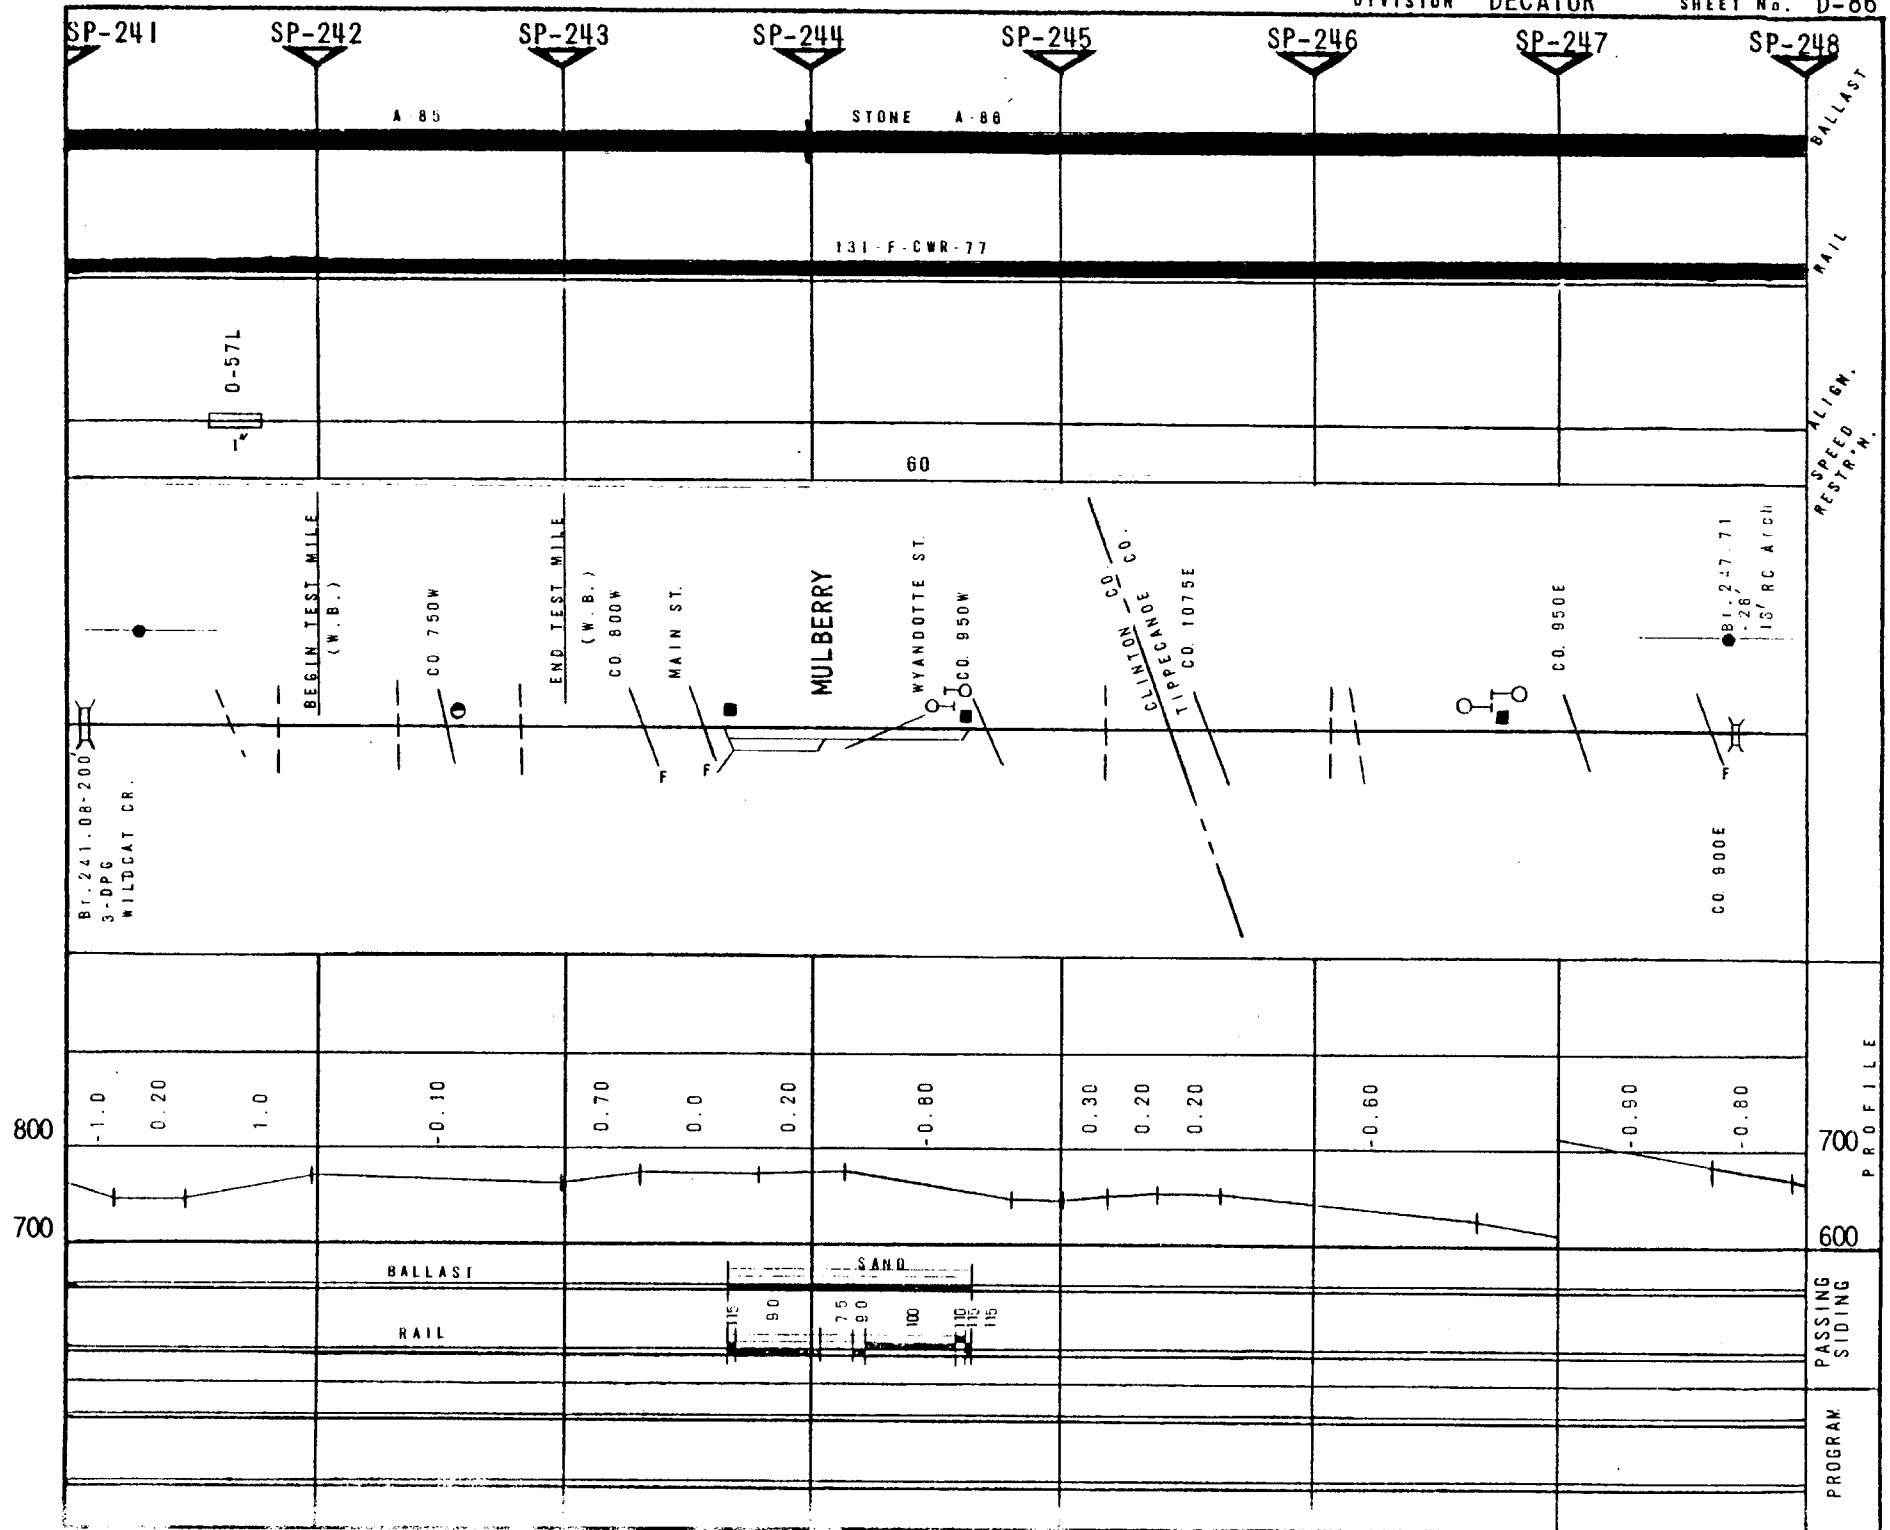 DIVISION DECATUR SHEET No. D-86
SP-241 SP-242 SP-243 SP-244 SP-245 SP-246 SP-247 SP-248
A-85 STONE A-86
BALLAST
131-F-CWR-77
RAIL
0-57L
1"
ALIGN.
60
SPEED
RESTR'N.
BEGIN TEST MILE
(W.B.)
CO 750W
END TEST MILE
(W.B.)
CO. 800W
MAIN ST.
MULBERRY
WYANDOTTE ST.
CO. 950W
CLINTON CO.
TIPPECANOE CO.
CO. 1075E
CO. 950E
Br. 247.71
-26'
RC Arch
F
F
F
Br. 241.08-200'
3-DPG
WILDCAT CR.
CO. 900E
-1.0 0.20 1.0 -0.10 0.70 0.0 0.20 -0.80 0.30 0.20 0.20 -0.60 -0.90 -0.80
800 700
700 600
PROFILE
BALLAST SAND
115 90 75 90 100 110 115 115
RAIL
PASSING
SIDING
PROGRAM